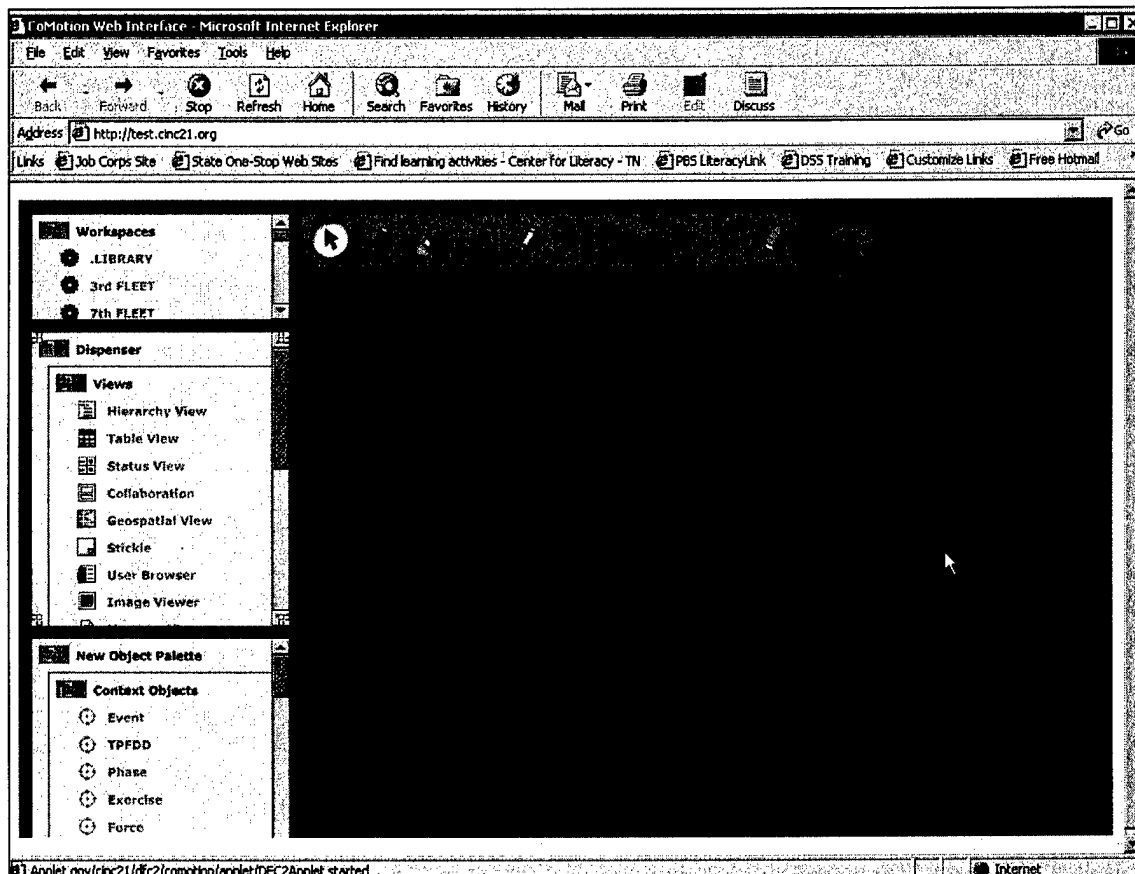 CoMotion Web Interface - Microsoft Internet Explorer
File Edit View Favorites Tools Help
Back Forward Stop Refresh Home Search Favorites History Mail Print Edit Discuss
Address http://test.cinc21.org Go
Links Job Corps Site State One-Stop Web Sites Find learning activities - Center for Literacy - TN PBS LiteracyLink DSS Training Customize Links Free Hotmail
Workspaces
.LIBRARY
3rd FLEET
7th FLEET
Dispenser
Views
Hierarchy View
Table View
Status View
Collaboration
Geospatial View
Stickie
User Browser
Image Viewer
New Object Palette
Context Objects
Event
TPFDD
Phase
Exercise
Force
Applet gov/cinc21/dfc2/comotion/applet/DFC2Applet started Internet